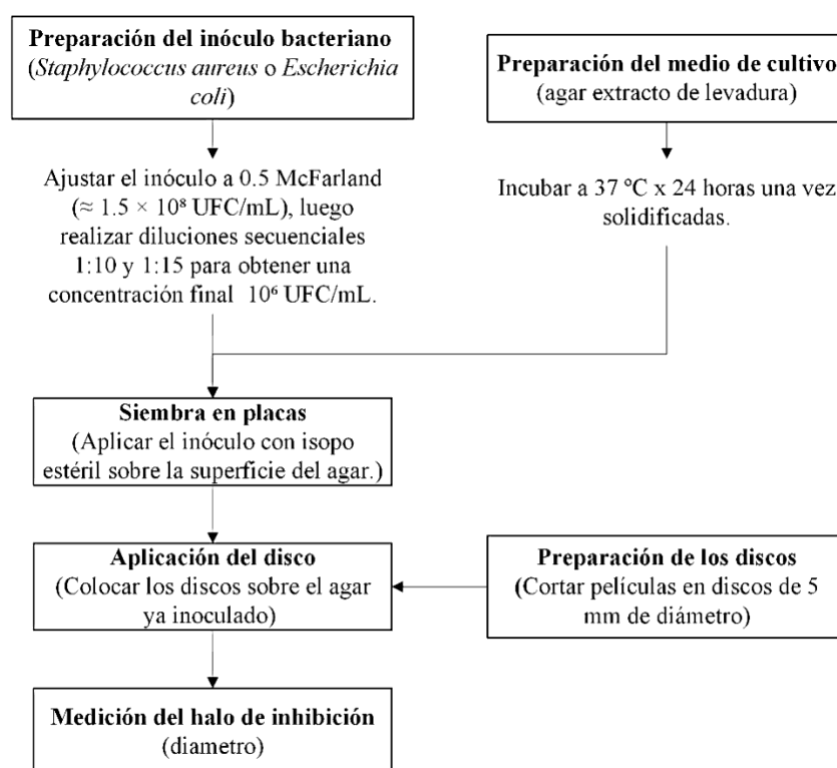 Preparación del inóculo bacteriano
(Staphylococcus aureus o Escherichia
coli)
Preparación del medio de cultivo
(agar extracto de levadura)
Ajustar el inóculo a 0.5 McFarland
(≈ 1.5 × 10⁸ UFC/mL), luego
realizar diluciones secuenciales
1:10 y 1:15 para obtener una
concentración final 10⁶ UFC/mL.
Incubar a 37 °C x 24 horas una vez
solidificadas.
Siembra en placas
(Aplicar el inóculo con isopo
estéril sobre la superficie del agar.)
Aplicación del disco
(Colocar los discos sobre el agar
ya inoculado)
Preparación de los discos
(Cortar películas en discos de 5
mm de diámetro)
Medición del halo de inhibición
(diametro)